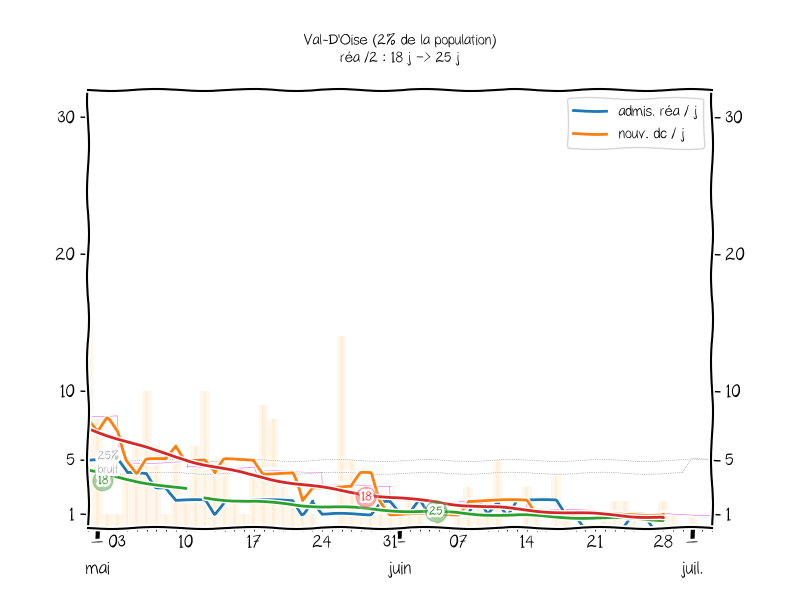 Val-D'Oise (2% de la population)
réa /2 : 18 j -> 25 j
admis. réa / j
nouv. dc / j
30
30
20
20
10
10
25%
bruit
5
5
18
18
25
1
1
03 10 17 24 31 07 14 21 28
mai juin juil.